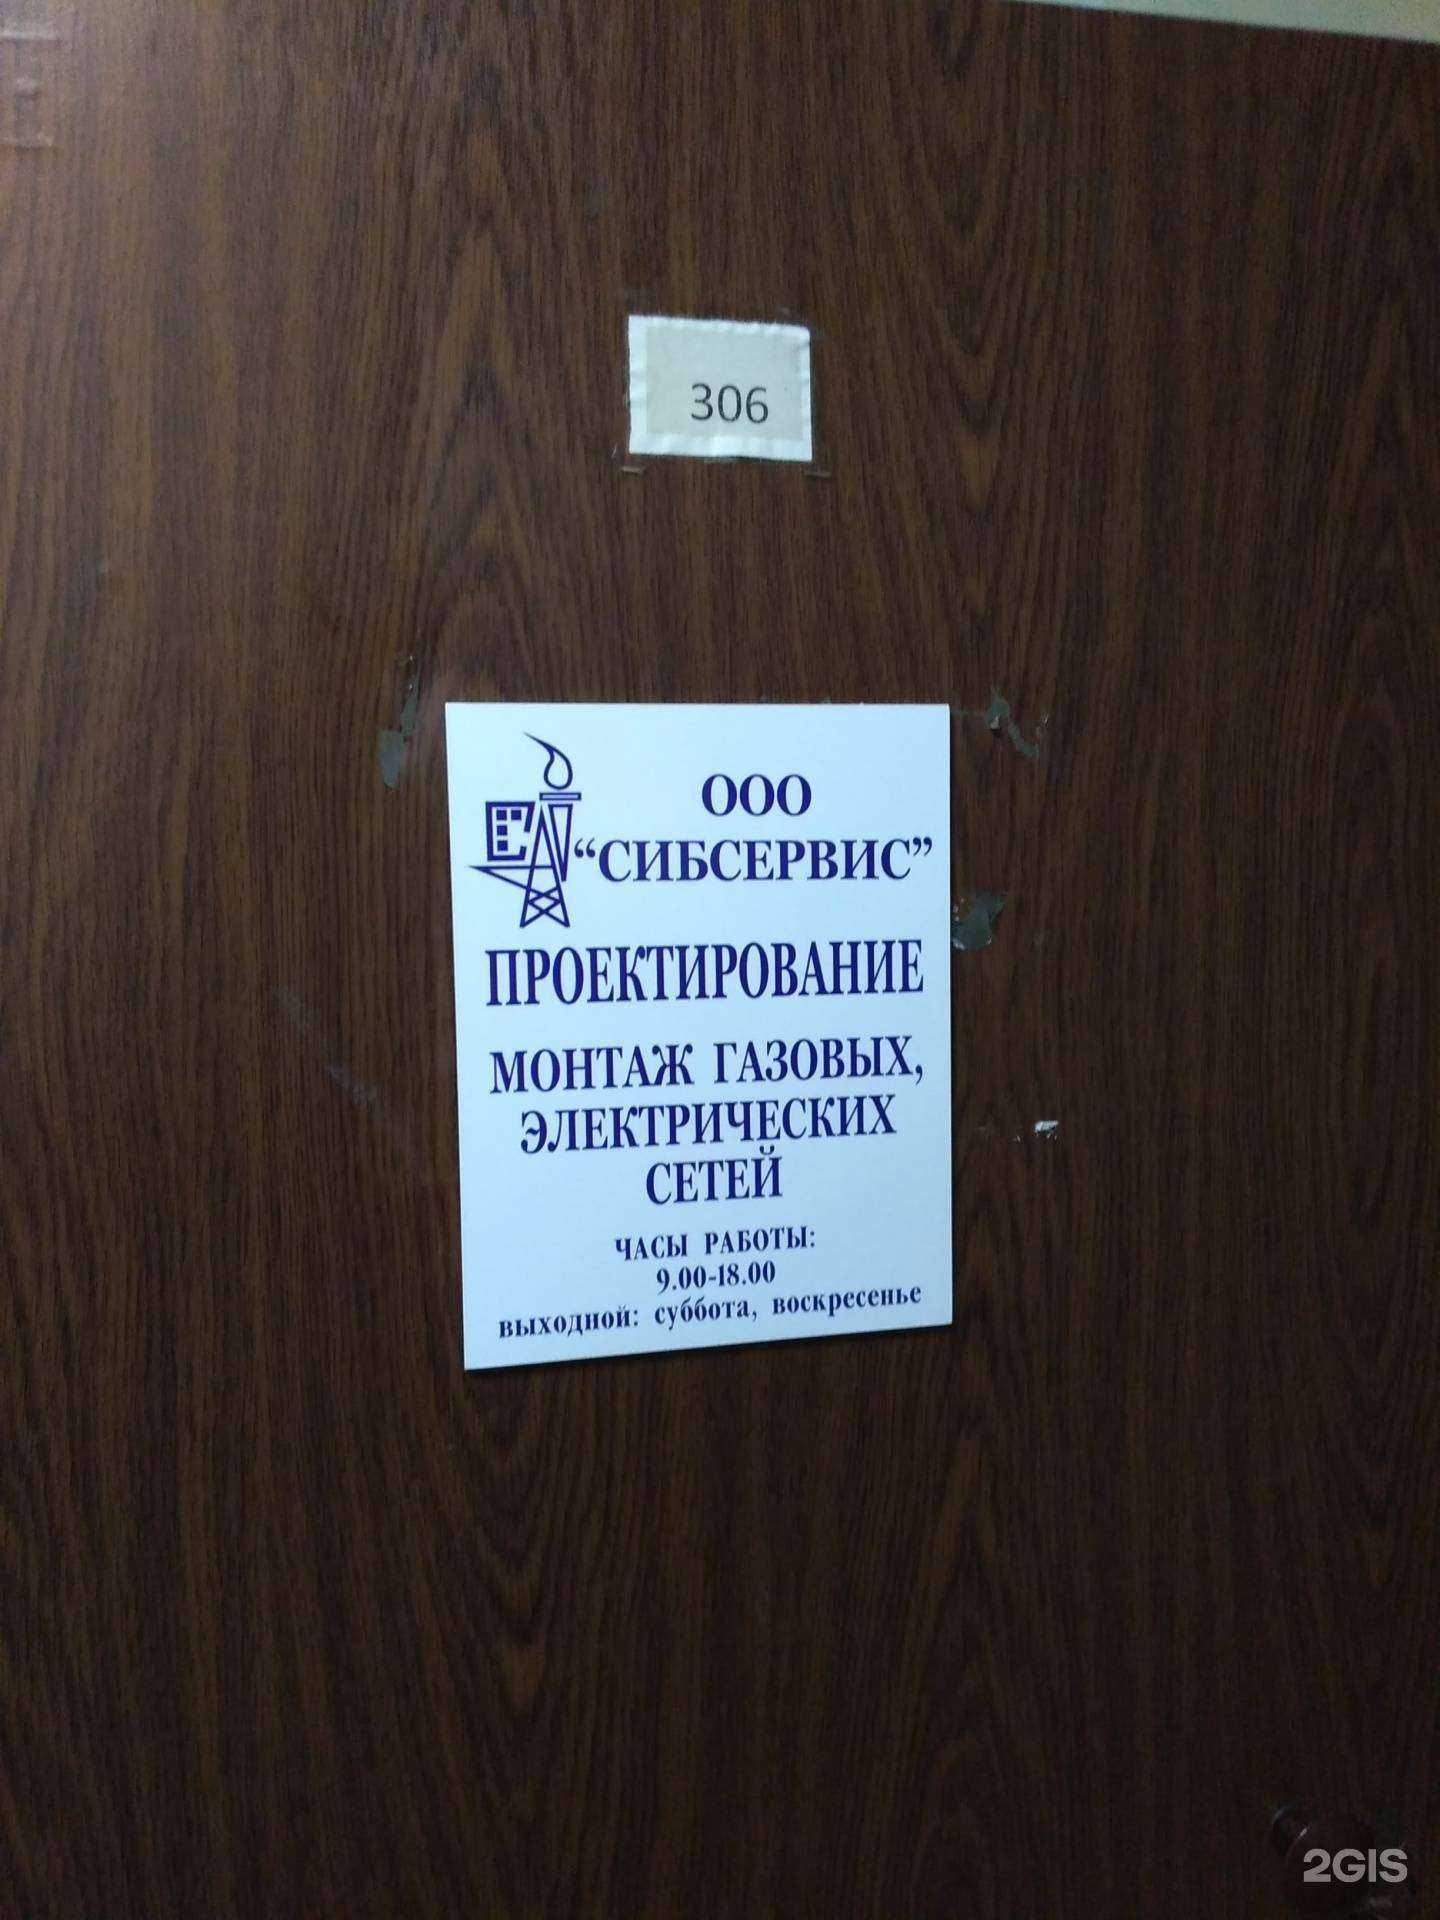 306
ООО
“СИБСЕРВИС”
ПРОЕКТИРОВАНИЕ
МОНТАЖ ГАЗОВЫХ,
ЭЛЕКТРИЧЕСКИХ
СЕТЕЙ
ЧАСЫ РАБОТЫ:
9.00-18.00
выходной: суббота, воскресенье
2GIS